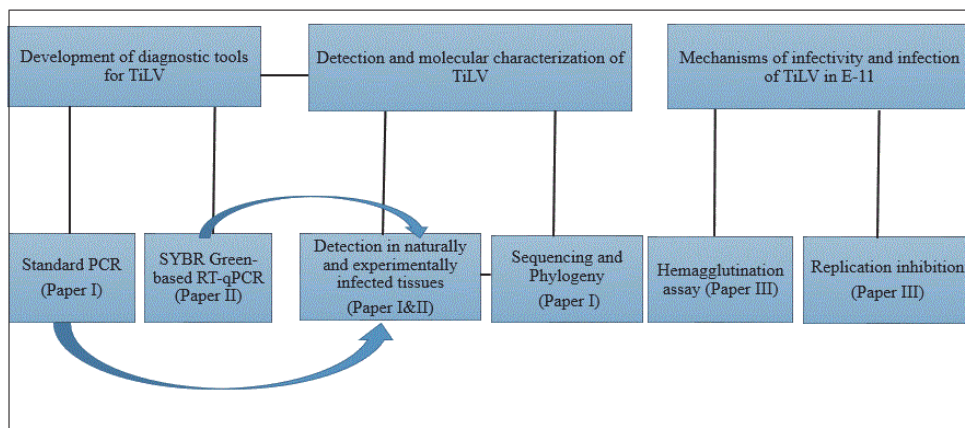 Development of diagnostic tools
for TiLV
Detection and molecular characterization of
TiLV
Mechanisms of infectivity and infection
of TiLV in E-11
Standard PCR
(Paper I)
SYBR Green-
based RT-qPCR
(Paper II)
Detection in naturally
and experimentally
infected tissues
(Paper I&II)
Sequencing and
Phylogeny
(Paper I)
Hemagglutination
assay (Paper III)
Replication inhibition
(Paper III)